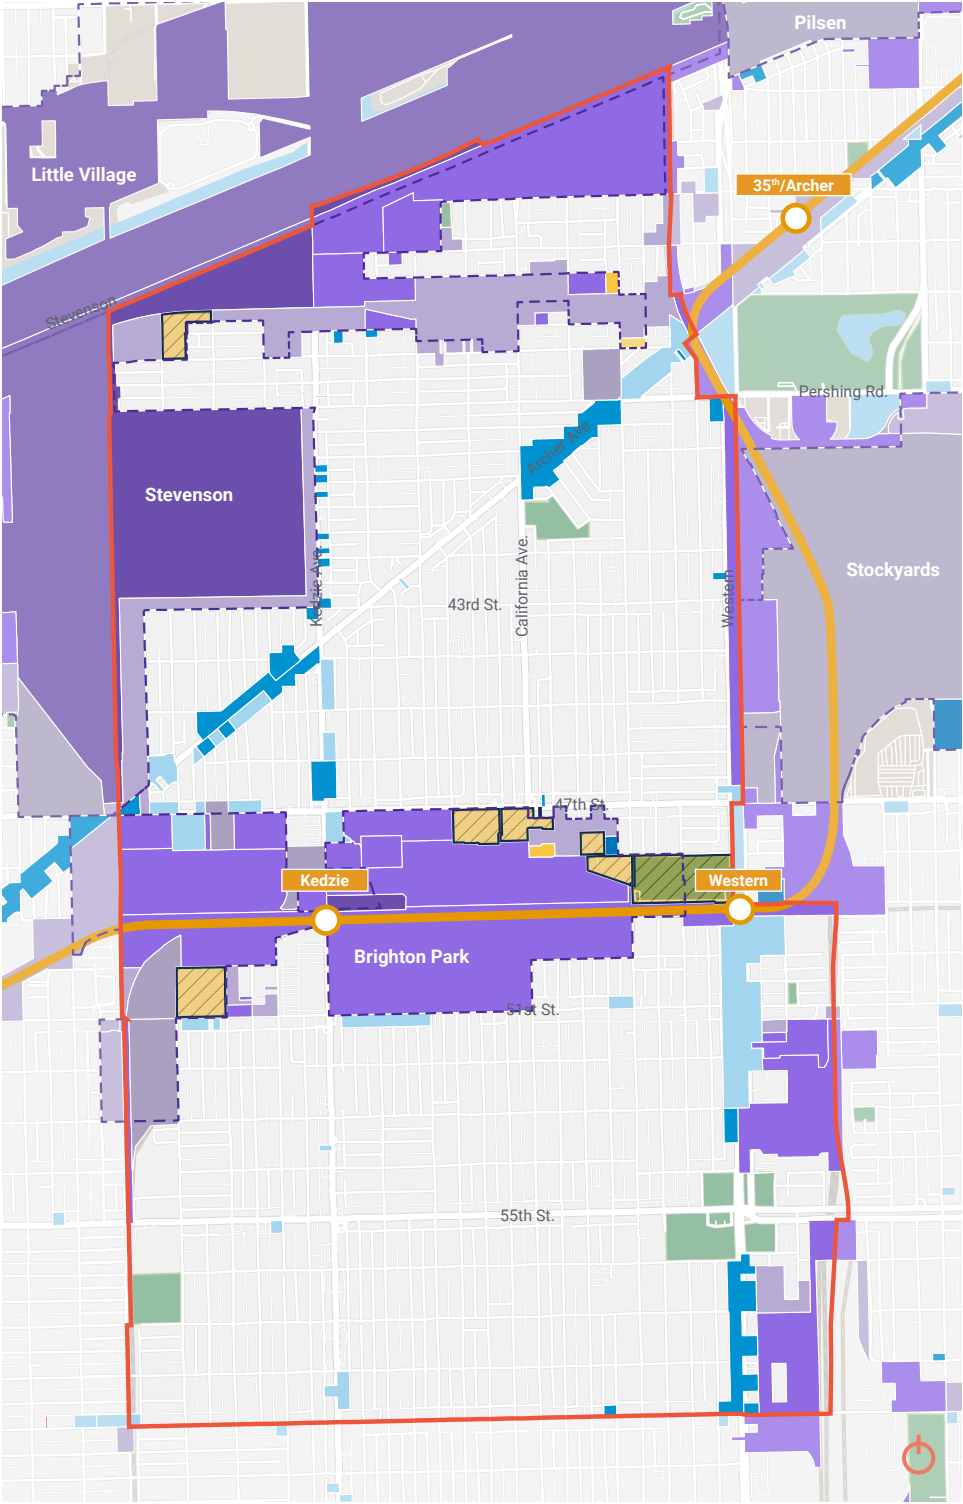 Pilsen
Little Village
35th/Archer
Stevenson
Pershing Rd.
Archer Ave.
Stevenson
Kedzie Ave.
California Ave.
Western
Stockyards
43rd St.
47th St.
Kedzie
Western
Brighton Park
51st St.
55th St.